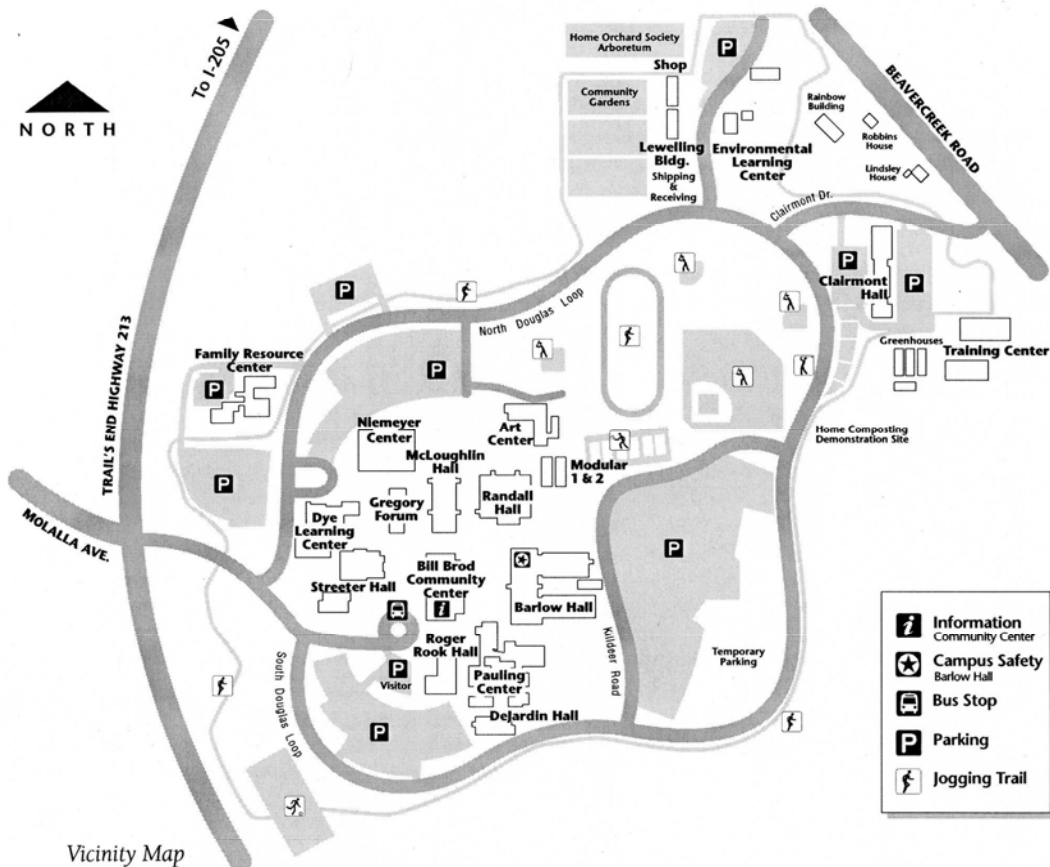 To I-205
NORTH
Home Orchard Society
Arboretum
P
Shop
Community
Gardens
Lewelling
Bldg.
Shipping
&
Receiving
Environmental
Learning
Center
Rainbow
Building
Robbins
House
Lindsley
House
BEAVERCREEK ROAD
Clairmont Dr.
P
Clairmont
Hall
P
Greenhouses
Training Center
P
North Douglas Loop
TRAIL'S END HIGHWAY 213
Family Resource
Center
P
P
Niemeyer
Center
Art
Center
McLoughlin
Hall
Modular
1 & 2
Home Composting
Demonstration Site
P
MOLALLA AVE.
Gregory
Forum
Randall
Hall
Dye
Learning
Center
P
Streeter Hall
Bill Brod
Community
Center
i
Barlow Hall
Roger
Rook Hall
Killdeer Road
Temporary
Parking
P
Visitor
Pauling
Center
South Douglas Loop
P
DeJardin Hall
i Information
Community Center
Campus Safety
Barlow Hall
Bus Stop
P Parking
Jogging Trail
Vicinity Map